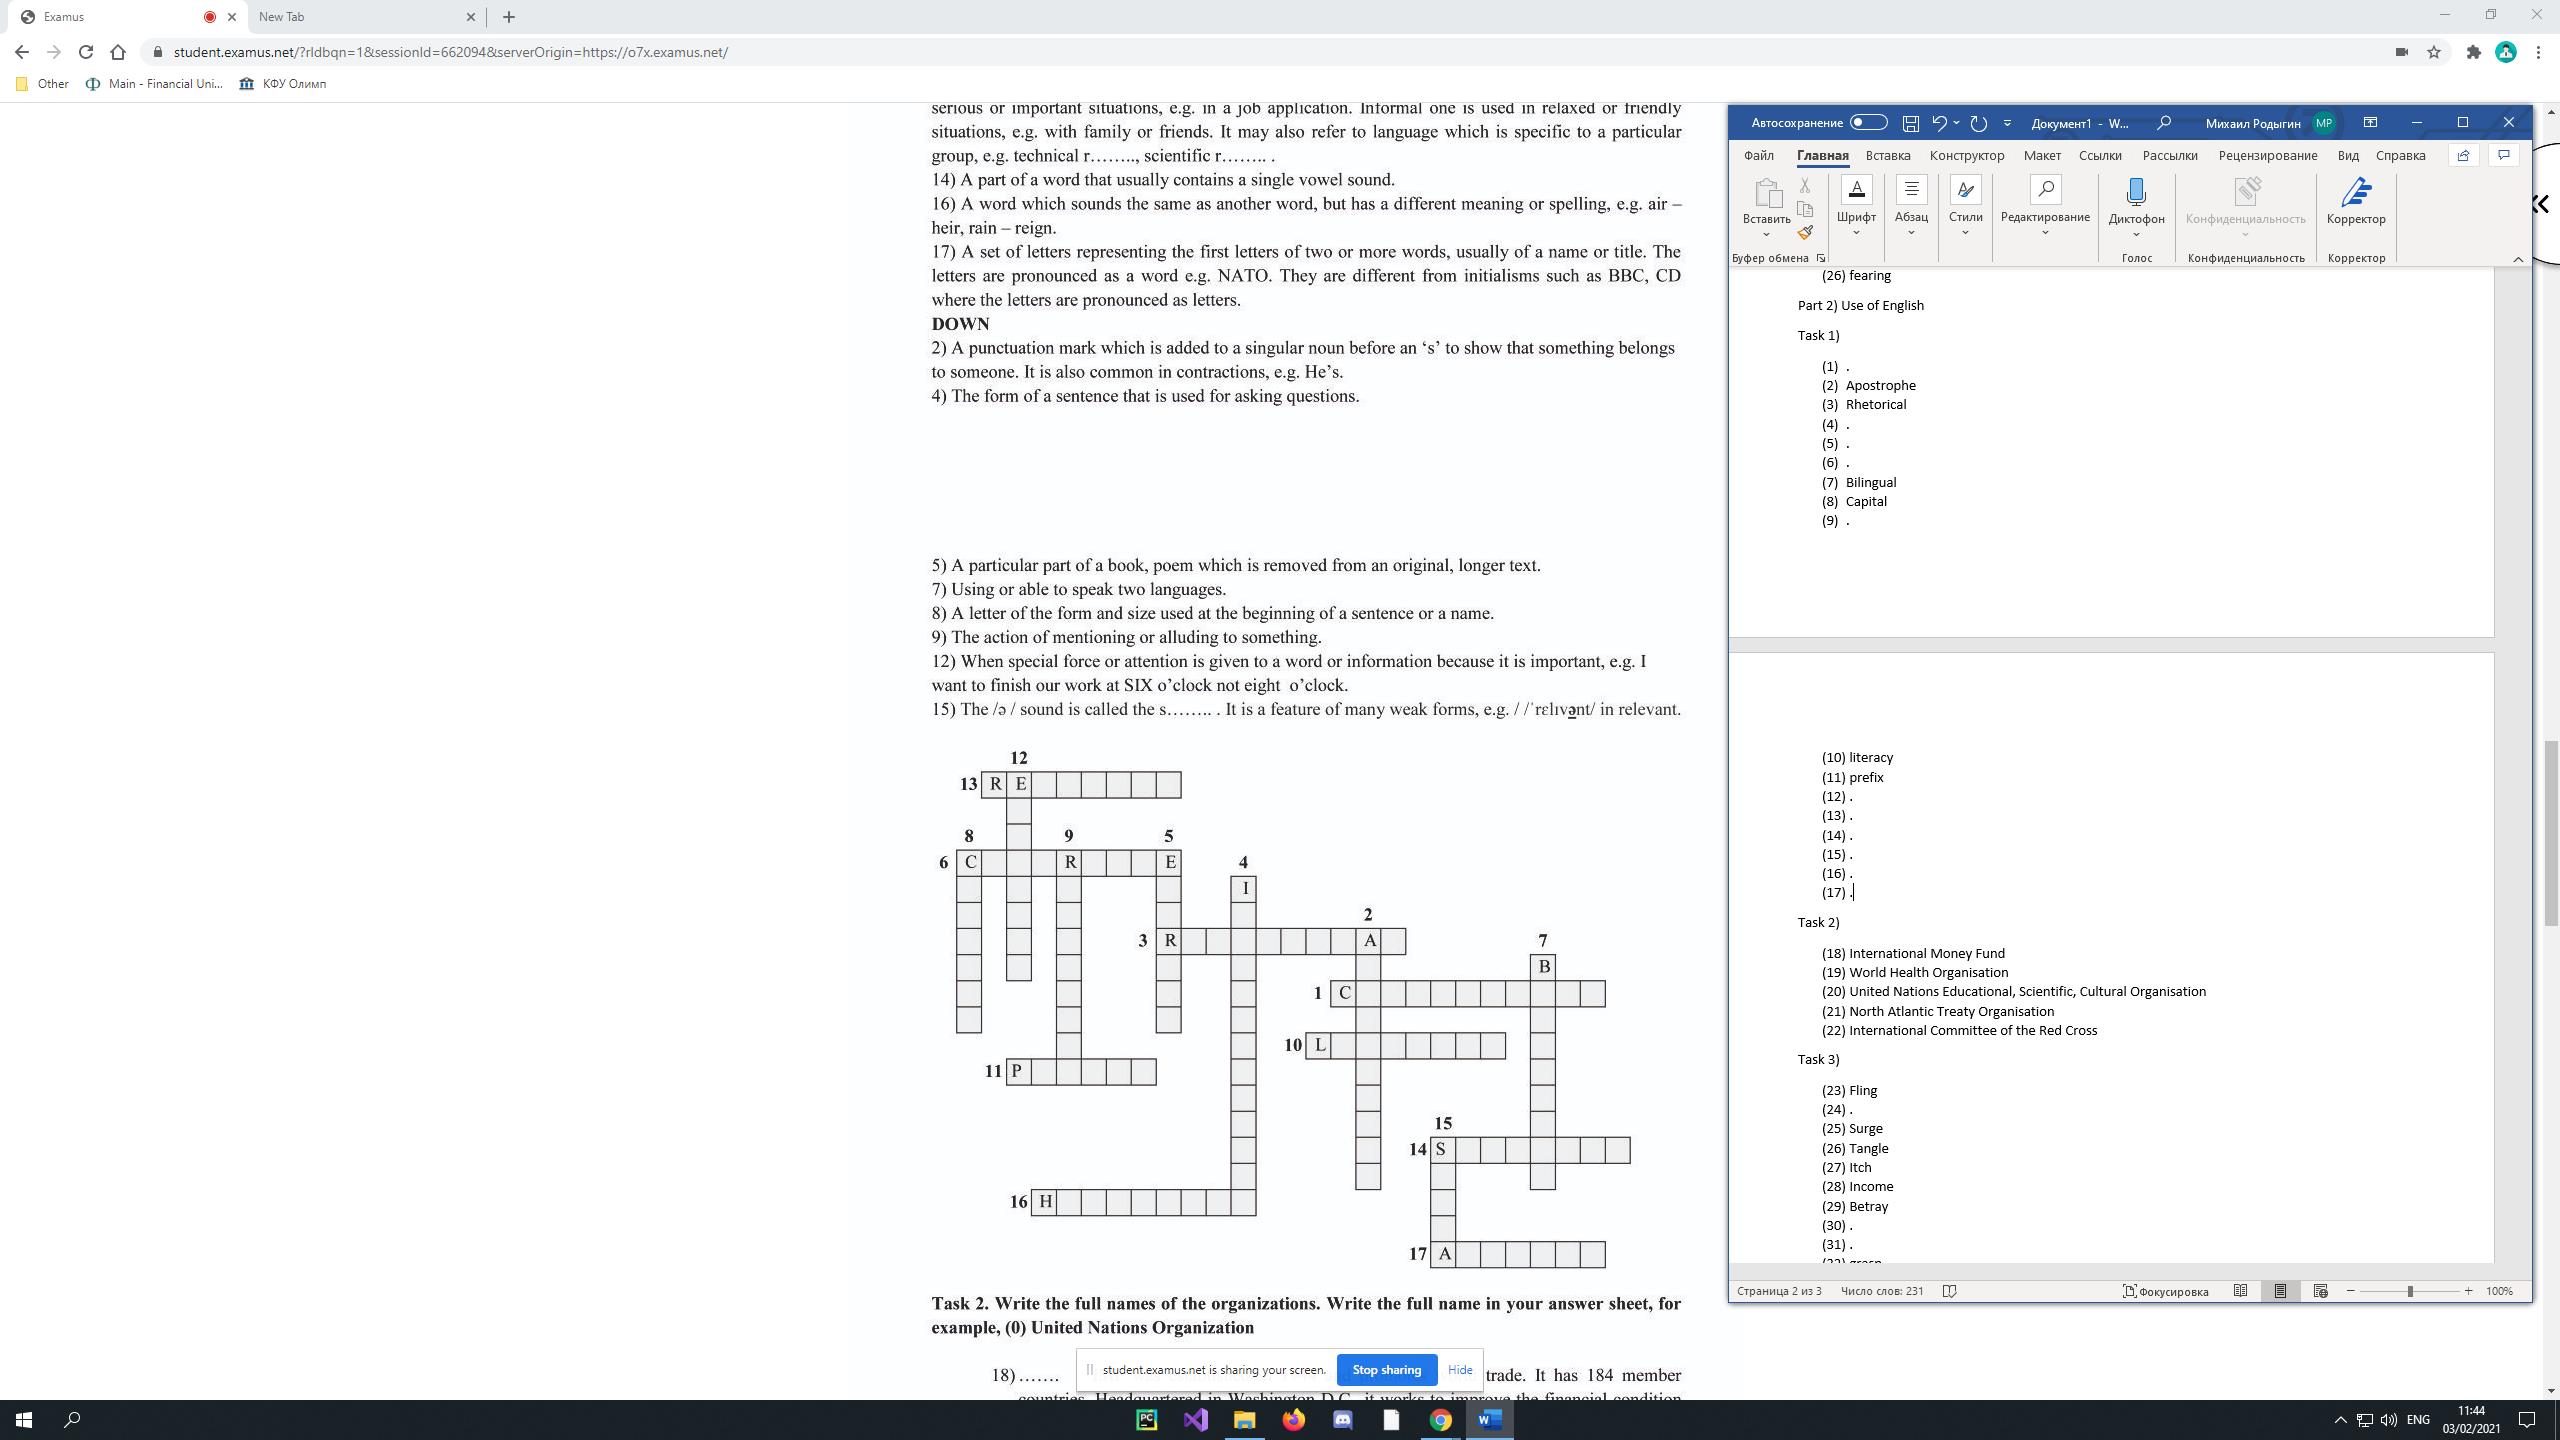 Examus
New Tab
student.examus.net/?rldbqn=1&sessionId=662094&serverOrigin=https://o7x.examus.net/
Other
Main - Financial Uni...
КФУ Олимп
serious or important situations, e.g. in a job application. Informal one is used in relaxed or friendly
situations, e.g. with family or friends. It may also refer to language which is specific to a particular
group, e.g. technical r…….., scientific r…….. .
14) A part of a word that usually contains a single vowel sound.
16) A word which sounds the same as another word, but has a different meaning or spelling, e.g. air –
heir, rain – reign.
17) A set of letters representing the first letters of two or more words, usually of a name or title. The
letters are pronounced as a word e.g. NATO. They are different from initialisms such as BBC, CD
where the letters are pronounced as letters.
DOWN
2) A punctuation mark which is added to a singular noun before an ‘s’ to show that something belongs
to someone. It is also common in contractions, e.g. He’s.
4) The form of a sentence that is used for asking questions.
5) A particular part of a book, poem which is removed from an original, longer text.
7) Using or able to speak two languages.
8) A letter of the form and size used at the beginning of a sentence or a name.
9) The action of mentioning or alluding to something.
12) When special force or attention is given to a word or information because it is important, e.g. I
want to finish our work at SIX o’clock not eight o’clock.
15) The /ə / sound is called the s…….. . It is a feature of many weak forms, e.g. / /ˈrɛlɪvənt/ in relevant.
12
13 R E
8 9 5
6 C R E 4
I
2
3 R A 7
B
1 C
10 L
11 P
15
14 S
16 H
17 A
Task 2. Write the full names of the organizations. Write the full name in your answer sheet, for
example, (0) United Nations Organization
18)……. trade. It has 184 member
countries. Headquartered in Washington D.C., it works to improve the financial condition
student.examus.net is sharing your screen.
Stop sharing
Hide
Автосохранение
Документ1 - W...
Михаил Родыгин
МР
Файл Главная Вставка Конструктор Макет Ссылки Рассылки Рецензирование Вид Справка
Вставить
Шрифт
Абзац
Стили
Редактирование
Диктофон
Конфиденциальность
Корректор
Буфер обмена
Голос
Конфиденциальность
Корректор
(26) fearing
Part 2) Use of English
Task 1)
(1) .
(2) Apostrophe
(3) Rhetorical
(4) .
(5) .
(6) .
(7) Bilingual
(8) Capital
(9) .
(10) literacy
(11) prefix
(12) .
(13) .
(14) .
(15) .
(16) .
(17) .
Task 2)
(18) International Money Fund
(19) World Health Organisation
(20) United Nations Educational, Scientific, Cultural Organisation
(21) North Atlantic Treaty Organisation
(22) International Committee of the Red Cross
Task 3)
(23) Fling
(24) .
(25) Surge
(26) Tangle
(27) Itch
(28) Income
(29) Betray
(30) .
(31) .
(32) grasp
Страница 2 из 3
Число слов: 231
Фокусировка
100%
PC
ENG
11:44
03/02/2021